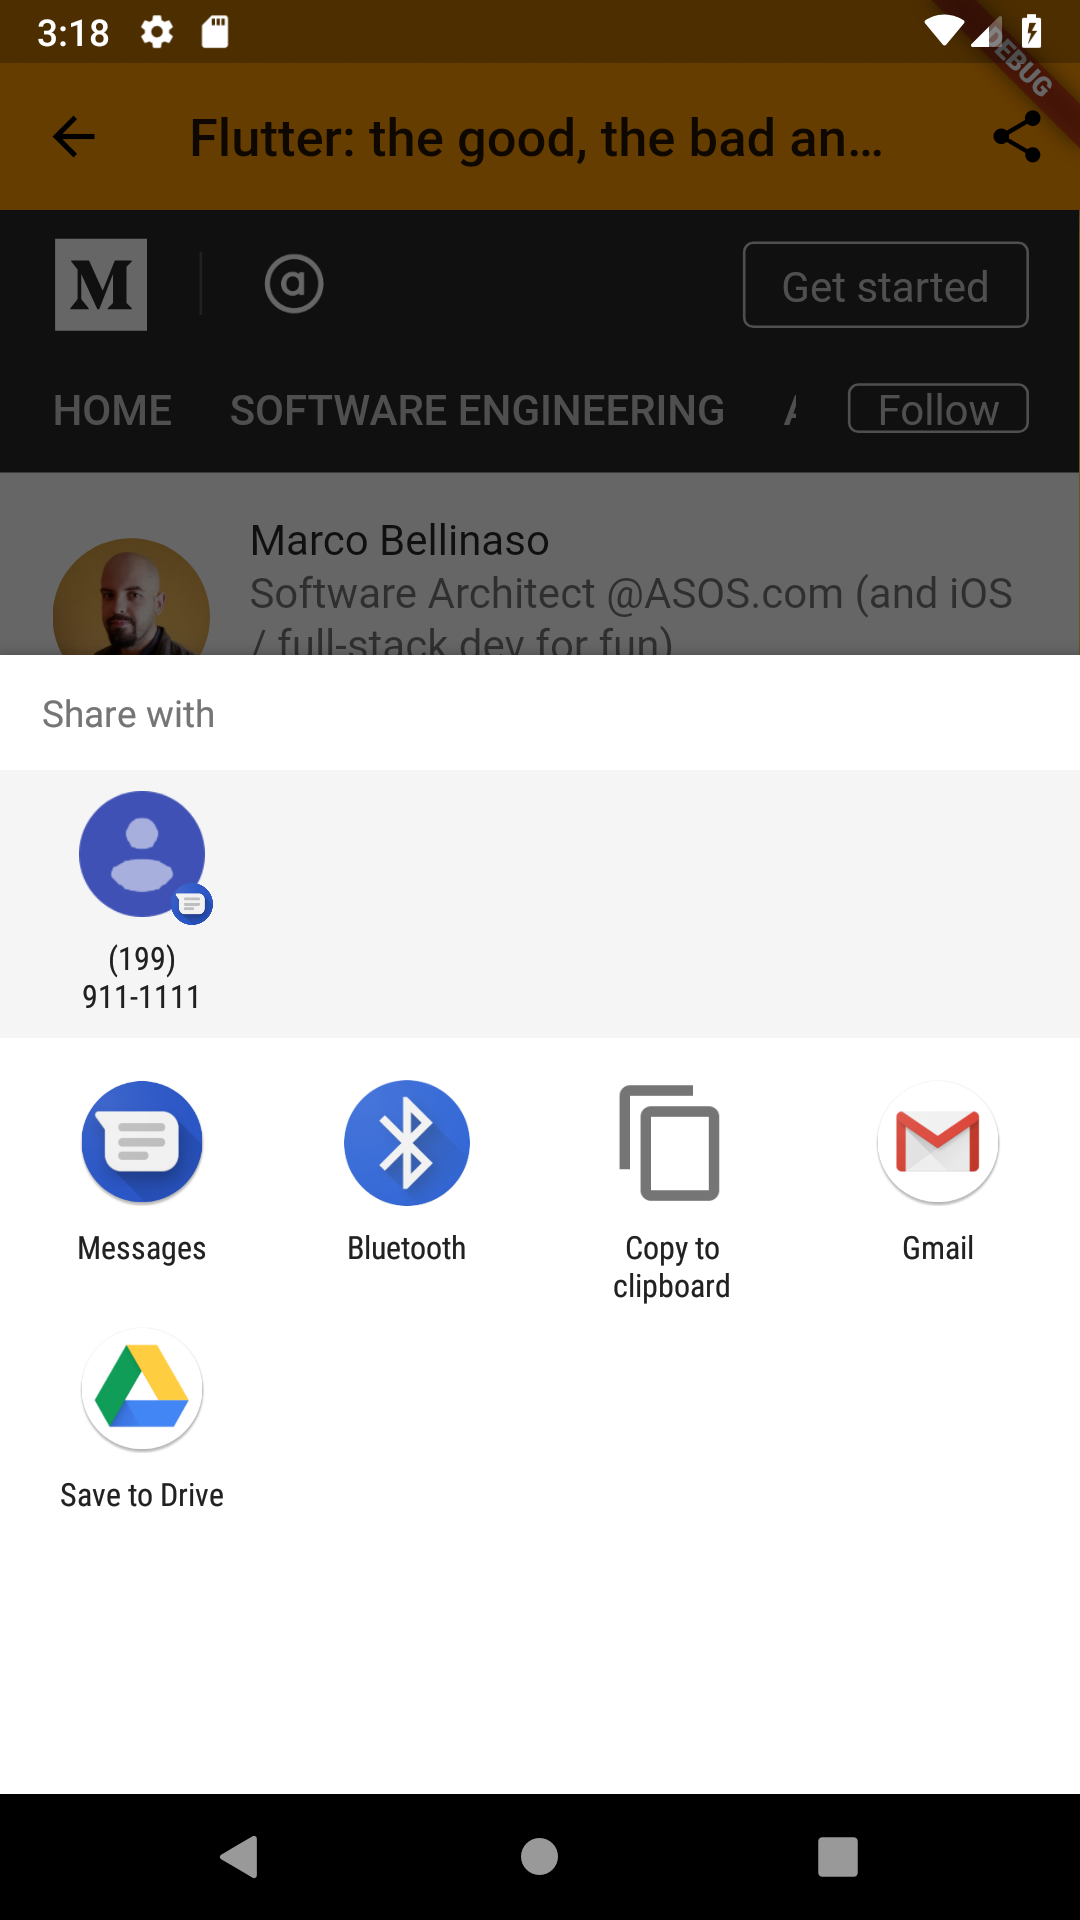 3:18
DEBUG
Flutter: the good, the bad an...
M
a
Get started
HOME SOFTWARE ENGINEERING
Follow
Marco Bellinaso
Software Architect @ASOS.com (and iOS
/ full-stack dev for fun)
Share with
(199)
911-1111
Messages
Bluetooth
Copy to
clipboard
Gmail
Save to Drive